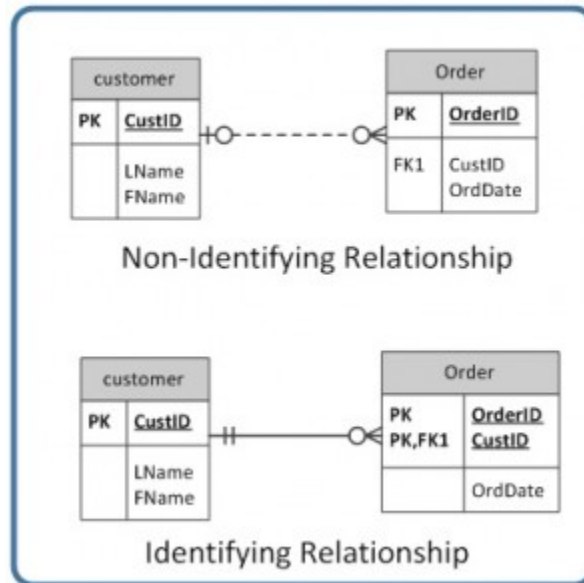 customer
PK CustID
LName
FName
Order
PK OrderID
FK1 CustID
OrdDate
Non-Identifying Relationship
customer
PK CustID
LName
FName
Order
PK OrderID
PK,FK1 CustID
OrdDate
Identifying Relationship